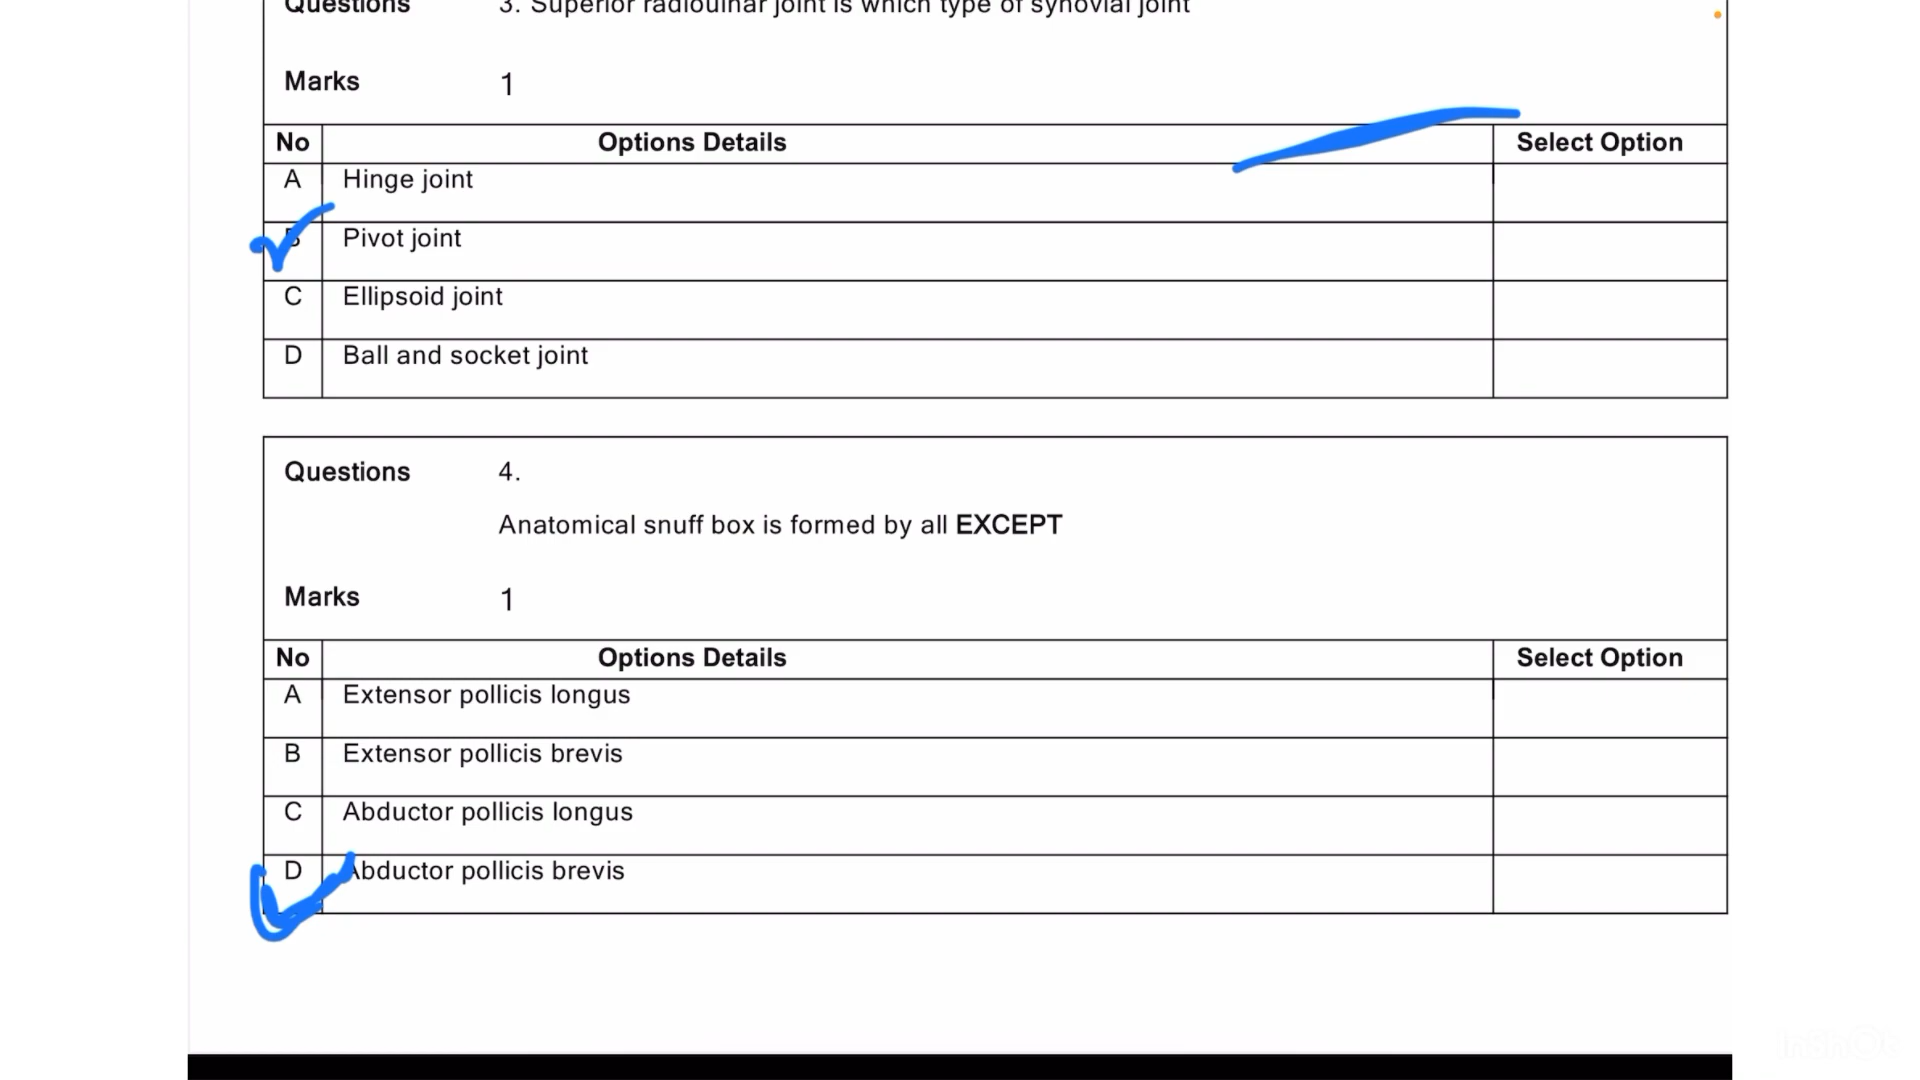 Questions 3. Superior radioulnar joint is which type of synovial joint
Marks 1
No Options Details Select Option
A Hinge joint
B Pivot joint
C Ellipsoid joint
D Ball and socket joint
Questions 4.
Anatomical snuff box is formed by all EXCEPT
Marks 1
No Options Details Select Option
A Extensor pollicis longus
B Extensor pollicis brevis
C Abductor pollicis longus
D Abductor pollicis brevis